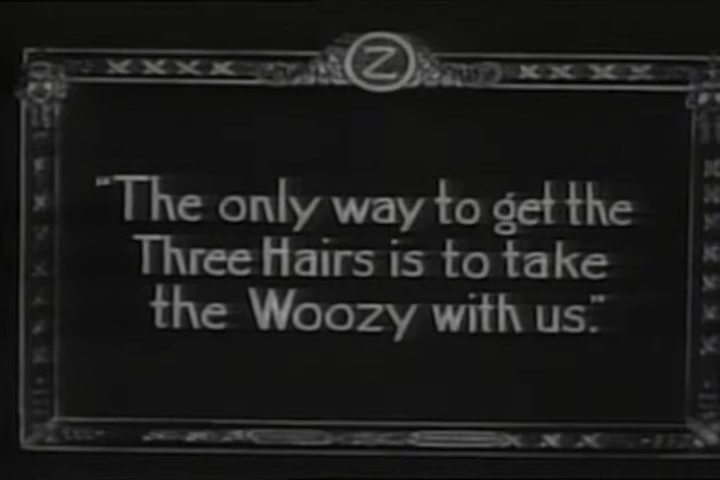 Z
"The only way to get the
Three Hairs is to take
the Woozy with us."